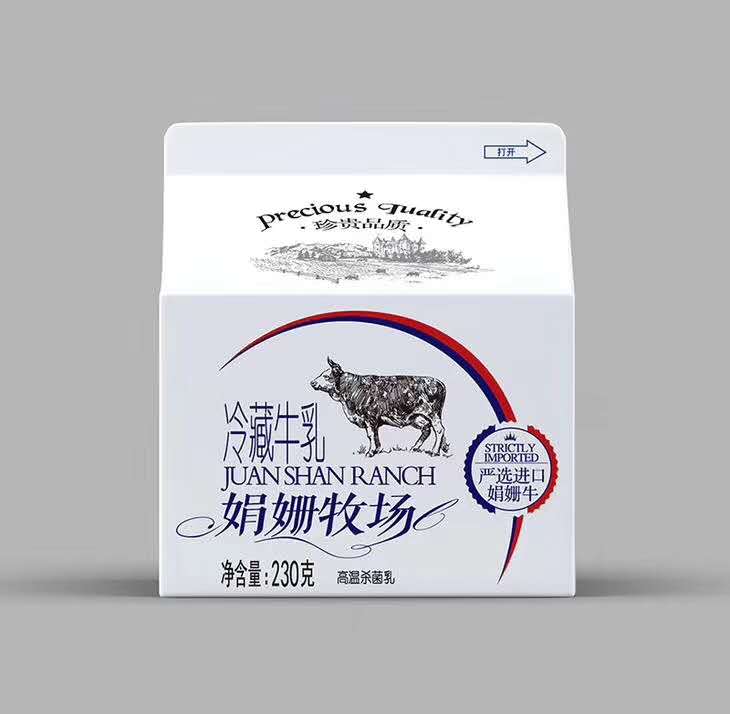 打开
Precious Quality
·珍贵品质·
冷藏牛乳
JUAN SHAN RANCH
娟姗牧场
STRICTLY
IMPORTED
严选进口
娟姗牛
净含量:230克
高温杀菌乳